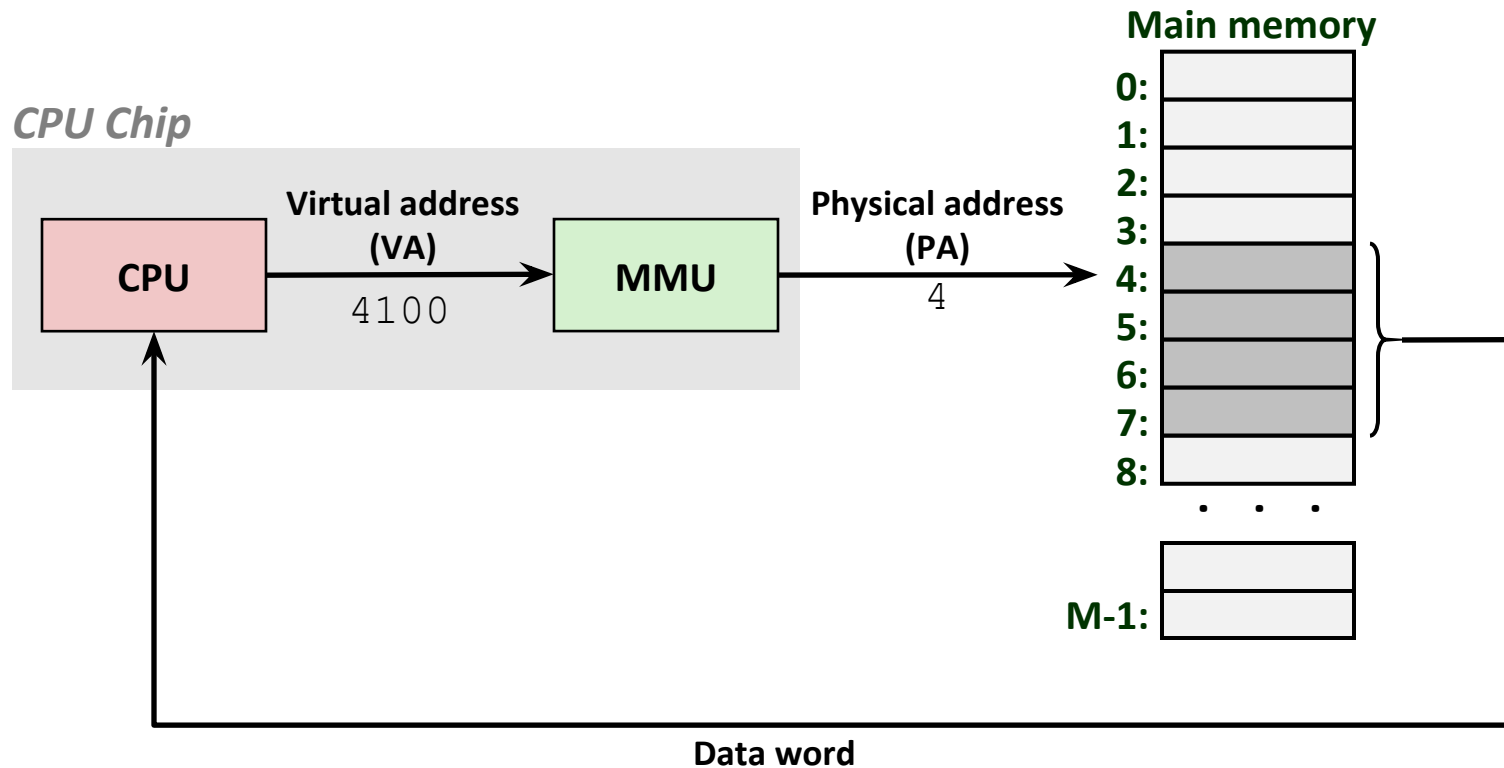 Main memory
0:
CPU Chip
1:
2:
Virtual address
(VA)
Physical address
(PA)
3:
CPU
MMU
4:
4100
4
5:
6:
7:
8:
. . .
M-1:
Data word